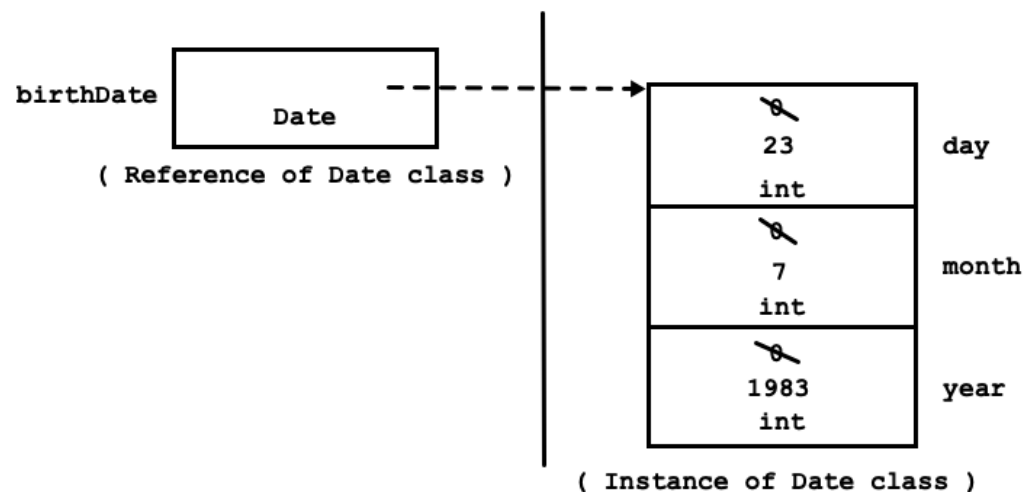 birthDate
Date
( Reference of Date class )
0
23
int
day
0
7
int
month
0
1983
int
year
( Instance of Date class )